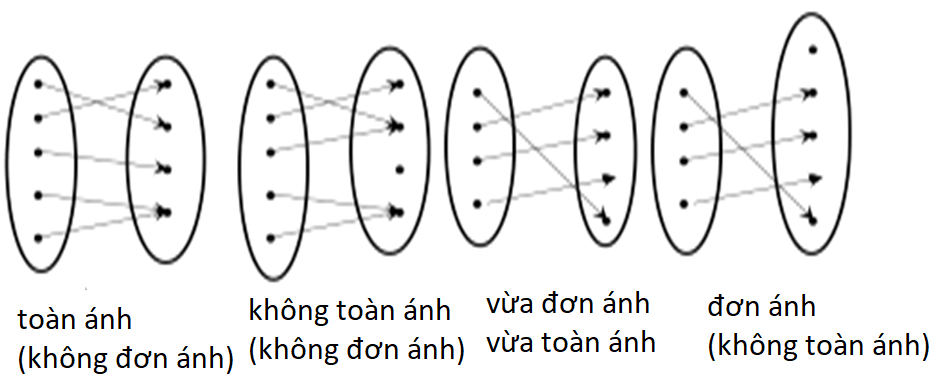 toàn ánh
(không đơn ánh)
không toàn ánh
(không đơn ánh)
vừa đơn ánh
vừa toàn ánh
đơn ánh
(không toàn ánh)